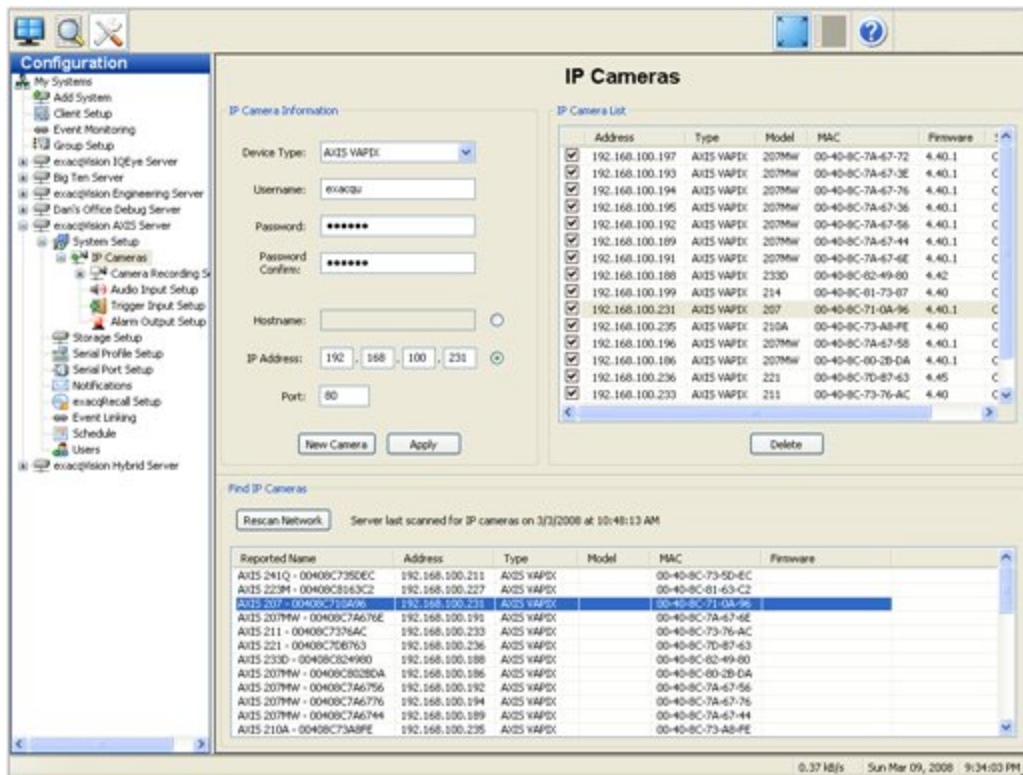 Configuration
My Systems
Add System
Client Setup
Event Monitoring
Group Setup
exacqVision IQEye Server
Big Ten Server
exacqVision Engineering Server
Dan's Office Debug Server
exacqVision AXIS Server
System Setup
IP Cameras
Camera Recording S
Audio Input Setup
Trigger Input Setup
Alarm Output Setup
Storage Setup
Serial Profile Setup
Serial Port Setup
Notifications
exacqRecall Setup
Event Linking
Schedule
Users
exacqVision Hybrid Server
IP Cameras
IP Camera Information
Device Type: AXIS VAPIX
Username: exacqu
Password: ●●●●●●
Password Confirm: ●●●●●●
Hostname:
IP Address: 192 . 168 . 100 . 231
Port: 80
New Camera Apply
IP Camera List
Address Type Model MAC Firmware
192.168.100.197 AXIS VAPIX 207MW 00-40-8C-7A-67-72 4.40.1 C
192.168.100.193 AXIS VAPIX 207MW 00-40-8C-7A-67-3E 4.40.1 C
192.168.100.194 AXIS VAPIX 207MW 00-40-8C-7A-67-76 4.40.1 C
192.168.100.195 AXIS VAPIX 207MW 00-40-8C-7A-67-36 4.40.1 C
192.168.100.192 AXIS VAPIX 207MW 00-40-8C-7A-67-56 4.40.1 C
192.168.100.189 AXIS VAPIX 207MW 00-40-8C-7A-67-44 4.40.1 C
192.168.100.191 AXIS VAPIX 207MW 00-40-8C-7A-67-6E 4.40.1 C
192.168.100.188 AXIS VAPIX 233D 00-40-8C-82-49-80 4.42 C
192.168.100.199 AXIS VAPIX 214 00-40-8C-81-73-87 4.40 C
192.168.100.231 AXIS VAPIX 207 00-40-8C-71-0A-96 4.40.1 C
192.168.100.235 AXIS VAPIX 210A 00-40-8C-73-A8-FE 4.40 C
192.168.100.196 AXIS VAPIX 207MW 00-40-8C-7A-67-58 4.40.1 C
192.168.100.186 AXIS VAPIX 207MW 00-40-8C-80-2B-DA 4.40.1 C
192.168.100.236 AXIS VAPIX 221 00-40-8C-7D-87-63 4.45 C
192.168.100.233 AXIS VAPIX 211 00-40-8C-73-76-AC 4.40 C
Delete
Find IP Cameras
Rescan Network Server last scanned for IP cameras on 3/3/2008 at 10:48:13 AM
Reported Name Address Type Model MAC Firmware
AXIS 241Q - 00408C735DEC 192.168.100.211 AXIS VAPIX 00-40-8C-73-5D-EC
AXIS 223M - 00408C8163C2 192.168.100.227 AXIS VAPIX 00-40-8C-81-63-C2
AXIS 207 - 00408C710A96 192.168.100.231 AXIS VAPIX 00-40-8C-71-0A-96
AXIS 207MW - 00408C7A676E 192.168.100.191 AXIS VAPIX 00-40-8C-7A-67-6E
AXIS 211 - 00408C7376AC 192.168.100.233 AXIS VAPIX 00-40-8C-73-76-AC
AXIS 221 - 00408C7D8763 192.168.100.236 AXIS VAPIX 00-40-8C-7D-87-63
AXIS 233D - 00408C824980 192.168.100.188 AXIS VAPIX 00-40-8C-82-49-80
AXIS 207MW - 00408C802BDA 192.168.100.186 AXIS VAPIX 00-40-8C-80-2B-DA
AXIS 207MW - 00408C7A6756 192.168.100.192 AXIS VAPIX 00-40-8C-7A-67-56
AXIS 207MW - 00408C7A6776 192.168.100.194 AXIS VAPIX 00-40-8C-7A-67-76
AXIS 207MW - 00408C7A6744 192.168.100.189 AXIS VAPIX 00-40-8C-7A-67-44
AXIS 210A - 00408C73A8FE 192.168.100.235 AXIS VAPIX 00-40-8C-73-A8-FE
0.37 kB/s Sun Mar 09, 2008 9:34:03 PM